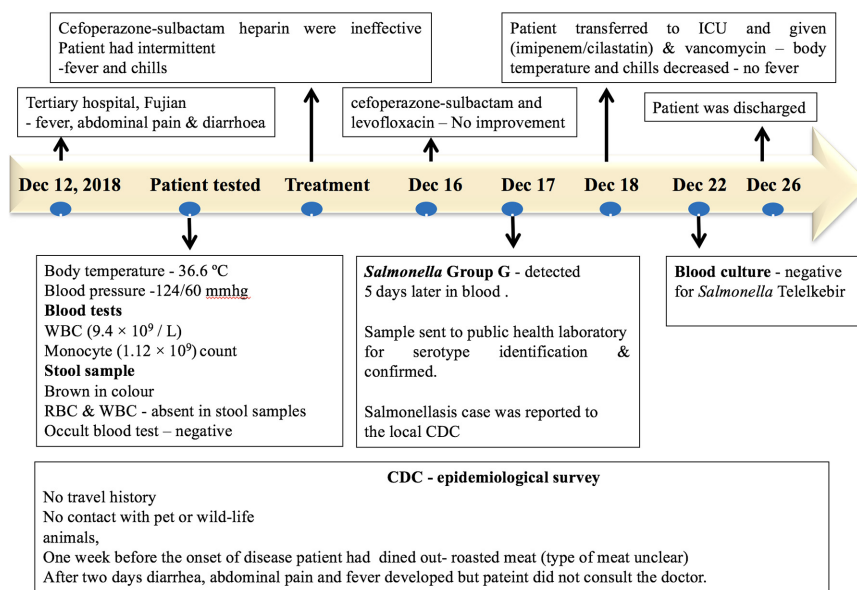 Cefoperazone-sulbactam heparin were ineffective
Patient had intermittent
-fever and chills
Patient transferred to ICU and given
(imipenem/cilastatin) & vancomycin – body
temperature and chills decreased - no fever
Tertiary hospital, Fujian
- fever, abdominal pain & diarrhoea
cefoperazone-sulbactam and
levofloxacin – No improvement
Patient was discharged
Dec 12, 2018 Patient tested Treatment Dec 16 Dec 17 Dec 18 Dec 22 Dec 26
Body temperature - 36.6 ºC
Blood pressure -124/60 mmhg
Blood tests
WBC (9.4 × 10⁹ / L)
Monocyte (1.12 × 10⁹) count
Stool sample
Brown in colour
RBC & WBC - absent in stool samples
Occult blood test – negative
Salmonella Group G - detected
5 days later in blood .
Sample sent to public health laboratory
for serotype identification &
confirmed.
Salmonellasis case was reported to
the local CDC
Blood culture - negative
for Salmonella Telelkebir
CDC - epidemiological survey
No travel history
No contact with pet or wild-life
animals,
One week before the onset of disease patient had dined out- roasted meat (type of meat unclear)
After two days diarrhea, abdominal pain and fever developed but pateint did not consult the doctor.